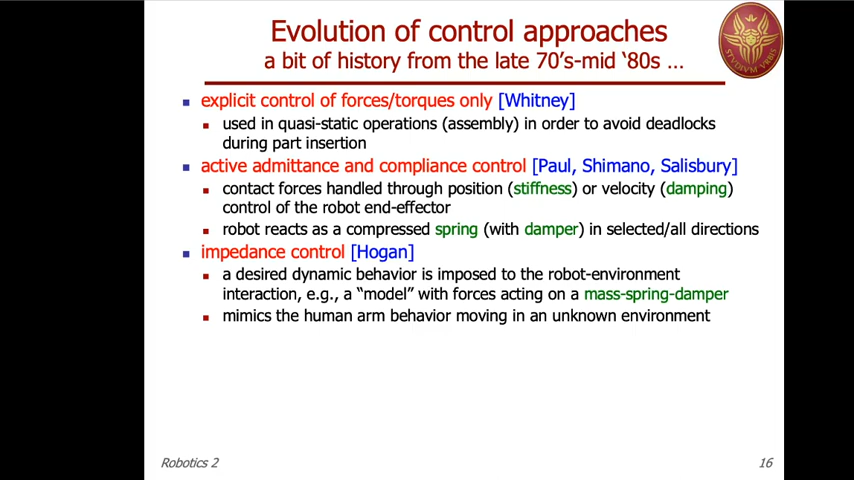 Evolution of control approaches
a bit of history from the late 70's-mid '80s ...
STVDIVM VRBIS
explicit control of forces/torques only [Whitney]
used in quasi-static operations (assembly) in order to avoid deadlocks
during part insertion
active admittance and compliance control [Paul, Shimano, Salisbury]
contact forces handled through position (stiffness) or velocity (damping)
control of the robot end-effector
robot reacts as a compressed spring (with damper) in selected/all directions
impedance control [Hogan]
a desired dynamic behavior is imposed to the robot-environment
interaction, e.g., a “model” with forces acting on a mass-spring-damper
mimics the human arm behavior moving in an unknown environment
Robotics 2
16